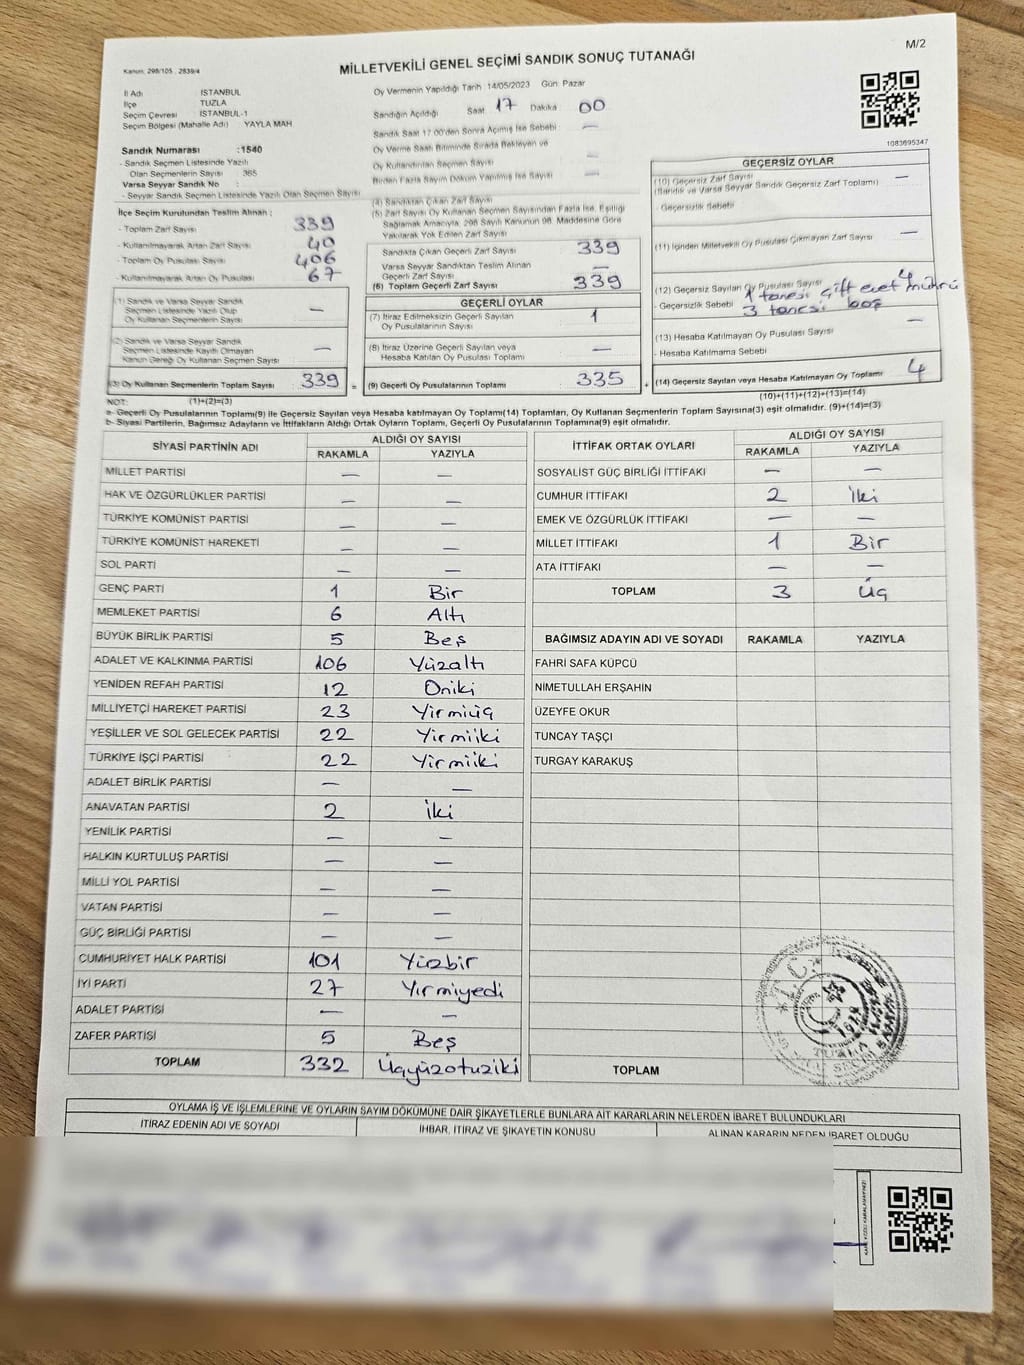 M/2
Kanun: 298/105 , 2839/4
MİLLETVEKİLİ GENEL SEÇİMİ SANDIK SONUÇ TUTANAĞI
İl Adı İSTANBUL
İlçe TUZLA
Seçim Çevresi İSTANBUL-1
Seçim Bölgesi (Mahalle Adı) YAYLA MAH
Sandık Numarası :1540
- Sandık Seçmen Listesinde Yazılı
Olan Seçmenlerin Sayısı : 365
Varsa Seyyar Sandık No :
- Seyyar Sandık Seçmen Listesinde Yazılı Olan Seçmen Sayısı
İlçe Seçim Kurulundan Teslim Alınan ;
- Toplam Zarf Sayısı 339
- Kullanılmayarak Artan Zarf Sayısı 40
- Toplam Oy Pusulası Sayısı 406
- Kullanılmayarak Artan Oy Pusulası 67
(1) Sandık ve Varsa Seyyar Sandık
Seçmen Listesinde Yazılı Olup
Oy Kullanan Seçmenlerin Sayısı —
(2) Sandık ve Varsa Seyyar Sandık
Seçmen Listesinde Kayıtlı Olmayan
Kanun Gereği Oy Kullanan Seçmen Sayısı —
(3) Oy Kullanan Seçmenlerin Toplam Sayısı 339 =
(1)+(2)=(3)
Oy Vermenin Yapıldığı Tarih 14/05/2023 Gün: Pazar
Sandığın Açıldığı Saat 17 Dakika 00
Sandık Saat 17.00'den Sonra Açılmış İse Sebebi : —
Oy Verme Saati Bitiminde Sırada Bekleyen ve
Oy Kullandırılan Seçmen Sayısı —
Birden Fazla Sayım Döküm Yapılmış İse Sayısı —
(4) Sandıktan Çıkan Zarf Sayısı
(5) Zarf Sayısı Oy Kullanan Seçmen Sayısından Fazla İse, Eşitliği
Sağlamak Amacıyla, 298 Sayılı Kanunun 98. Maddesine Göre
Yakılarak Yok Edilen Zarf Sayısı
Sandıkta Çıkan Geçerli Zarf Sayısı 339
Varsa Seyyar Sandıktan Teslim Alınan
Geçerli Zarf Sayısı —
(6) Toplam Geçerli Zarf Sayısı 339
GEÇERLİ OYLAR
(7) İtiraz Edilmeksizin Geçerli Sayılan
Oy Pusulalarının Sayısı 1
(8) İtiraz Üzerine Geçerli Sayılan veya
Hesaba Katılan Oy Pusulası Toplamı —
(9) Geçerli Oy Pusulalarının Toplamı 335 +
1083695347
GEÇERSİZ OYLAR
(10) Geçersiz Zarf Sayısı —
(Sandık ve Varsa Seyyar Sandık Geçersiz Zarf Toplamı)
- Geçersizlik Sebebi
(11) İçinden Milletvekili Oy Pusulası Çıkmayan Zarf Sayısı —
(12) Geçersiz Sayılan Oy Pusulası Sayısı 4
- Geçersizlik Sebebi 1 tanesi çift evet mührü
3 tanesi boş
(13) Hesaba Katılmayan Oy Pusulası Sayısı —
- Hesaba Katılmama Sebebi
(14) Geçersiz Sayılan veya Hesaba Katılmayan Oy Toplamı 4
(10)+(11)+(12)+(13)=(14)
NOT:
a- Geçerli Oy Pusulalarının Toplamı(9) ile Geçersiz Sayılan veya Hesaba katılmayan Oy Toplamı(14) Toplamları, Oy Kullanan Seçmenlerin Toplam Sayısına(3) eşit olmalıdır. (9)+(14)=(3)
b- Siyasi Partilerin, Bağımsız Adayların ve İttifakların Aldığı Ortak Oyların Toplamı, Geçerli Oy Pusulalarının Toplamına(9) eşit olmalıdır.
SİYASİ PARTİNİN ADI ALDIĞI OY SAYISI
RAKAMLA YAZIYLA
MİLLET PARTİSİ — —
HAK VE ÖZGÜRLÜKLER PARTİSİ — —
TÜRKİYE KOMÜNİST PARTİSİ — —
TÜRKİYE KOMÜNİST HAREKETİ — —
SOL PARTİ — —
GENÇ PARTİ 1 Bir
MEMLEKET PARTİSİ 6 Altı
BÜYÜK BİRLİK PARTİSİ 5 Beş
ADALET VE KALKINMA PARTİSİ 106 Yüzaltı
YENİDEN REFAH PARTİSİ 12 Oniki
MİLLİYETÇİ HAREKET PARTİSİ 23 Yirmiüç
YEŞİLLER VE SOL GELECEK PARTİSİ 22 Yirmiiki
TÜRKİYE İŞÇİ PARTİSİ 22 Yirmiiki
ADALET BİRLİK PARTİSİ — —
ANAVATAN PARTİSİ 2 İki
YENİLİK PARTİSİ — —
HALKIN KURTULUŞ PARTİSİ — —
MİLLİ YOL PARTİSİ — —
VATAN PARTİSİ — —
GÜÇ BİRLİĞİ PARTİSİ — —
CUMHURİYET HALK PARTİSİ 101 Yüzbir
İYİ PARTİ 27 Yirmiyedi
ADALET PARTİSİ — —
ZAFER PARTİSİ 5 Beş
TOPLAM 332 Üçyüzotuziki
İTTİFAK ORTAK OYLARI ALDIĞI OY SAYISI
RAKAMLA YAZIYLA
SOSYALİST GÜÇ BİRLİĞİ İTTİFAKI — —
CUMHUR İTTİFAKI 2 İki
EMEK VE ÖZGÜRLÜK İTTİFAKI — —
MİLLET İTTİFAKI 1 Bir
ATA İTTİFAKI — —
TOPLAM 3 Üç
BAĞIMSIZ ADAYIN ADI VE SOYADI RAKAMLA YAZIYLA
FAHRİ SAFA KÜPCÜ
NİMETULLAH ERŞAHİN
ÜZEYFE OKUR
TUNCAY TAŞÇI
TURGAY KARAKUŞ
TOPLAM
T.C.
TUZLA
OYLAMA İŞ VE İŞLEMLERİNE VE OYLARIN SAYIM DÖKÜMÜNE DAİR ŞİKAYETLERLE BUNLARA AİT KARARLARIN NELERDEN İBARET BULUNDUKLARI
İTİRAZ EDENİN ADI VE SOYADI İHBAR, İTİRAZ VE ŞİKAYETİN KONUSU ALINAN KARARIN NEDEN İBARET OLDUĞU